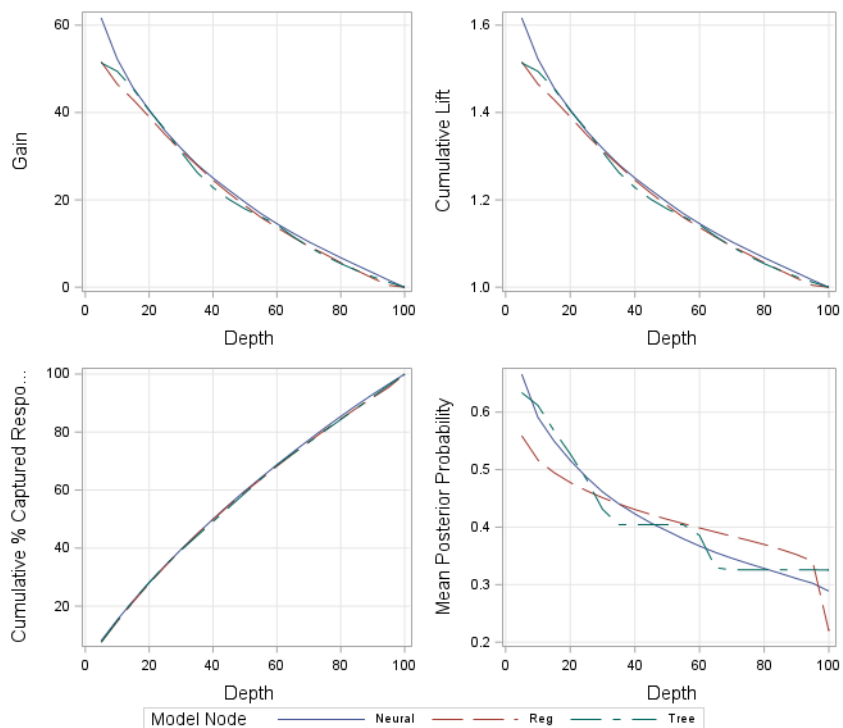 60
40
20
0
Gain
0 20 40 60 80 100
Depth
1.6
1.4
1.2
1.0
Cumulative Lift
0 20 40 60 80 100
Depth
100
80
60
40
20
Cumulative % Captured Respo...
0 20 40 60 80 100
Depth
0.6
0.5
0.4
0.3
0.2
Mean Posterior Probability
0 20 40 60 80 100
Depth
Model Node Neural Reg Tree